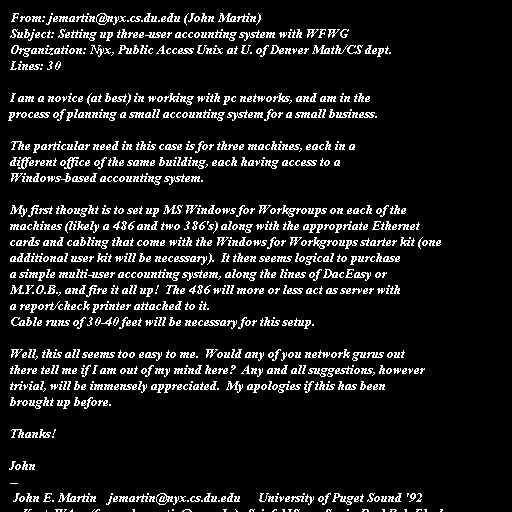 From: jemartin@nyx.cs.du.edu (John Martin)
Subject: Setting up three-user accounting system with WFWG
Organization: Nyx, Public Access Unix at U. of Denver Math/CS dept.
Lines: 30
I am a novice (at best) in working with pc networks, and am in the
process of planning a small accounting system for a small business.
The particular need in this case is for three machines, each in a
different office of the same building, each having access to a
Windows-based accounting system.
My first thought is to set up MS Windows for Workgroups on each of the
machines (likely a 486 and two 386's) along with the appropriate Ethernet
cards and cabling that come with the Windows for Workgroups starter kit (one
additional user kit will be necessary).  It then seems logical to purchase
a simple multi-user accounting system, along the lines of DacEasy or
M.Y.O.B., and fire it all up!  The 486 will more or less act as server with
a report/check printer attached to it.
Cable runs of 30-40 feet will be necessary for this setup.
Well, this all seems too easy to me.  Would any of you network gurus out
there tell me if I am out of my mind here?  Any and all suggestions, however
trivial, will be immensely appreciated.  My apologies if this has been
brought up before.
Thanks!
John
--
John E. Martin    jemartin@nyx.cs.du.edu      University of Puget Sound '92